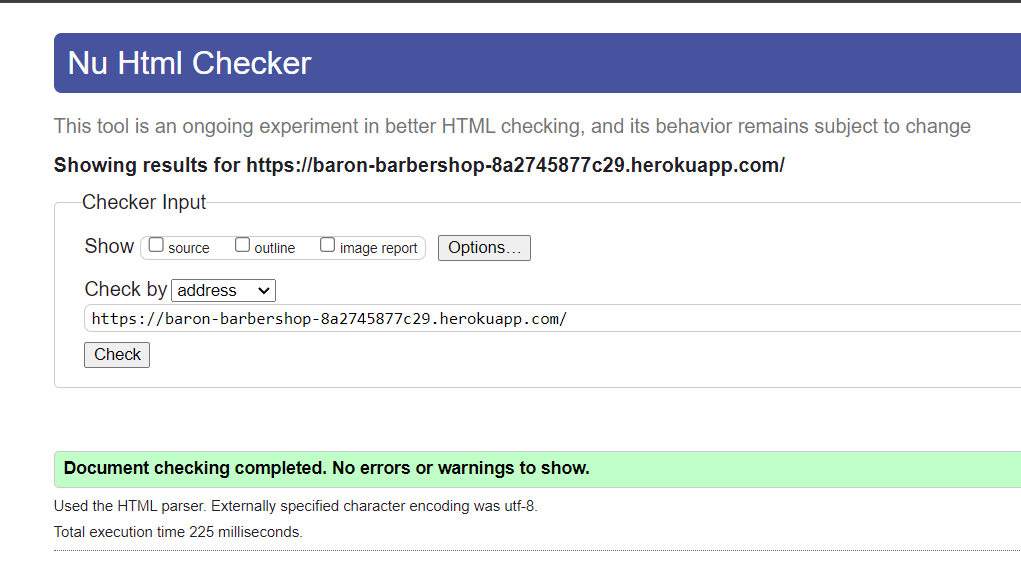 Nu Html Checker
This tool is an ongoing experiment in better HTML checking, and its behavior remains subject to change
Showing results for https://baron-barbershop-8a2745877c29.herokuapp.com/
Checker Input
Show source outline image report Options…
Check by address
https://baron-barbershop-8a2745877c29.herokuapp.com/
Check
Document checking completed. No errors or warnings to show.
Used the HTML parser. Externally specified character encoding was utf-8.
Total execution time 225 milliseconds.